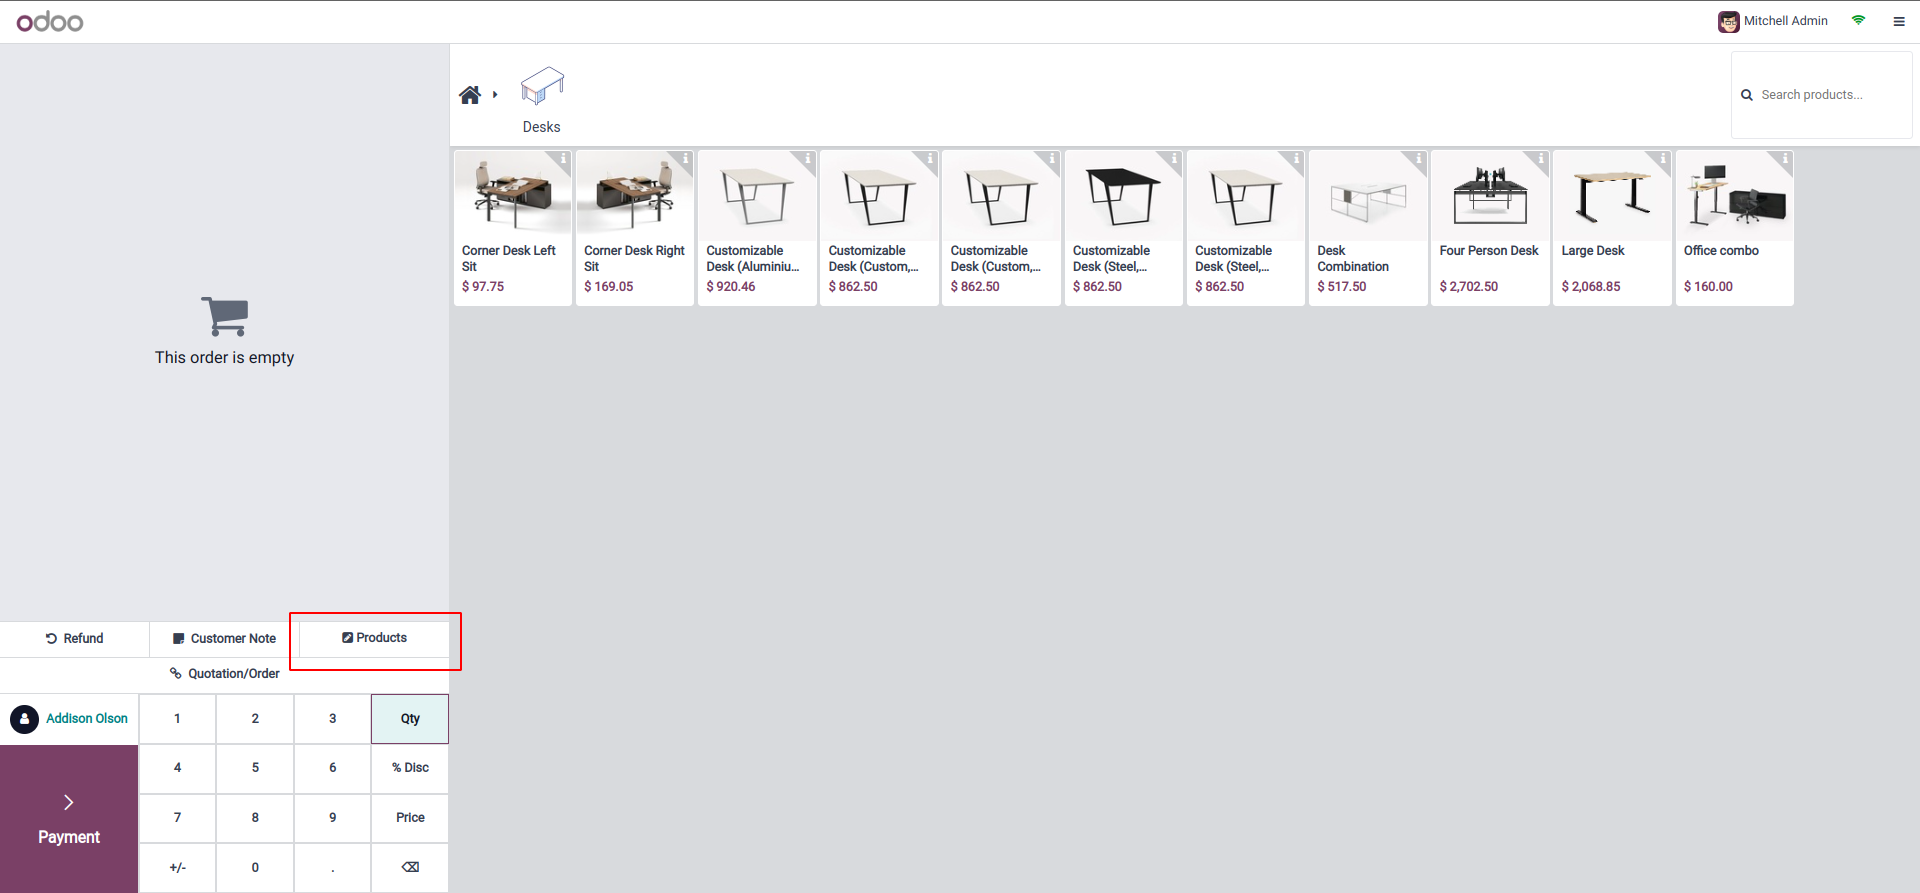 odoo
Mitchell Admin
Desks
Search products...
Corner Desk Left
Sit
$ 97.75
Corner Desk Right
Sit
$ 169.05
Customizable
Desk (Aluminiu...
$ 920.46
Customizable
Desk (Custom,...
$ 862.50
Customizable
Desk (Custom,...
$ 862.50
Customizable
Desk (Steel,...
$ 862.50
Customizable
Desk (Steel,...
$ 862.50
Desk
Combination
$ 517.50
Four Person Desk
$ 2,702.50
Large Desk
$ 2,068.85
Office combo
$ 160.00
This order is empty
Refund
Customer Note
Products
Quotation/Order
Addison Olson
1
2
3
Qty
4
5
6
% Disc
7
8
9
Price
+/-
0
.
⌫
Payment